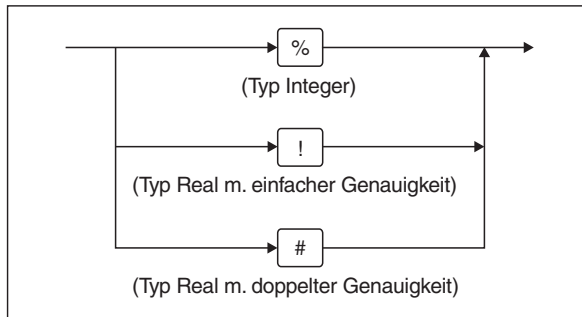 %
(Typ Integer)
!
(Typ Real m. einfacher Genauigkeit)
#
(Typ Real m. doppelter Genauigkeit)